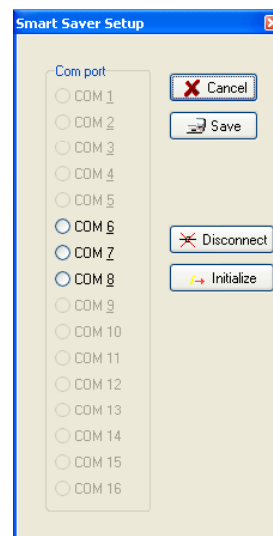 Smart Saver Setup
Com port
COM 1
COM 2
COM 3
COM 4
COM 5
COM 6
COM 7
COM 8
COM 9
COM 10
COM 11
COM 12
COM 13
COM 14
COM 15
COM 16
Cancel
Save
Disconnect
Initialize